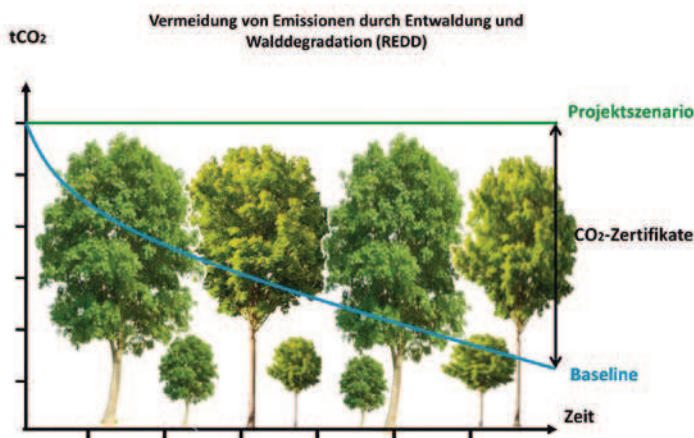 Vermeidung von Emissionen durch Entwaldung und
Walddegradation (REDD)
tCO₂
Projektszenario
CO₂-Zertifikate
Baseline
Zeit